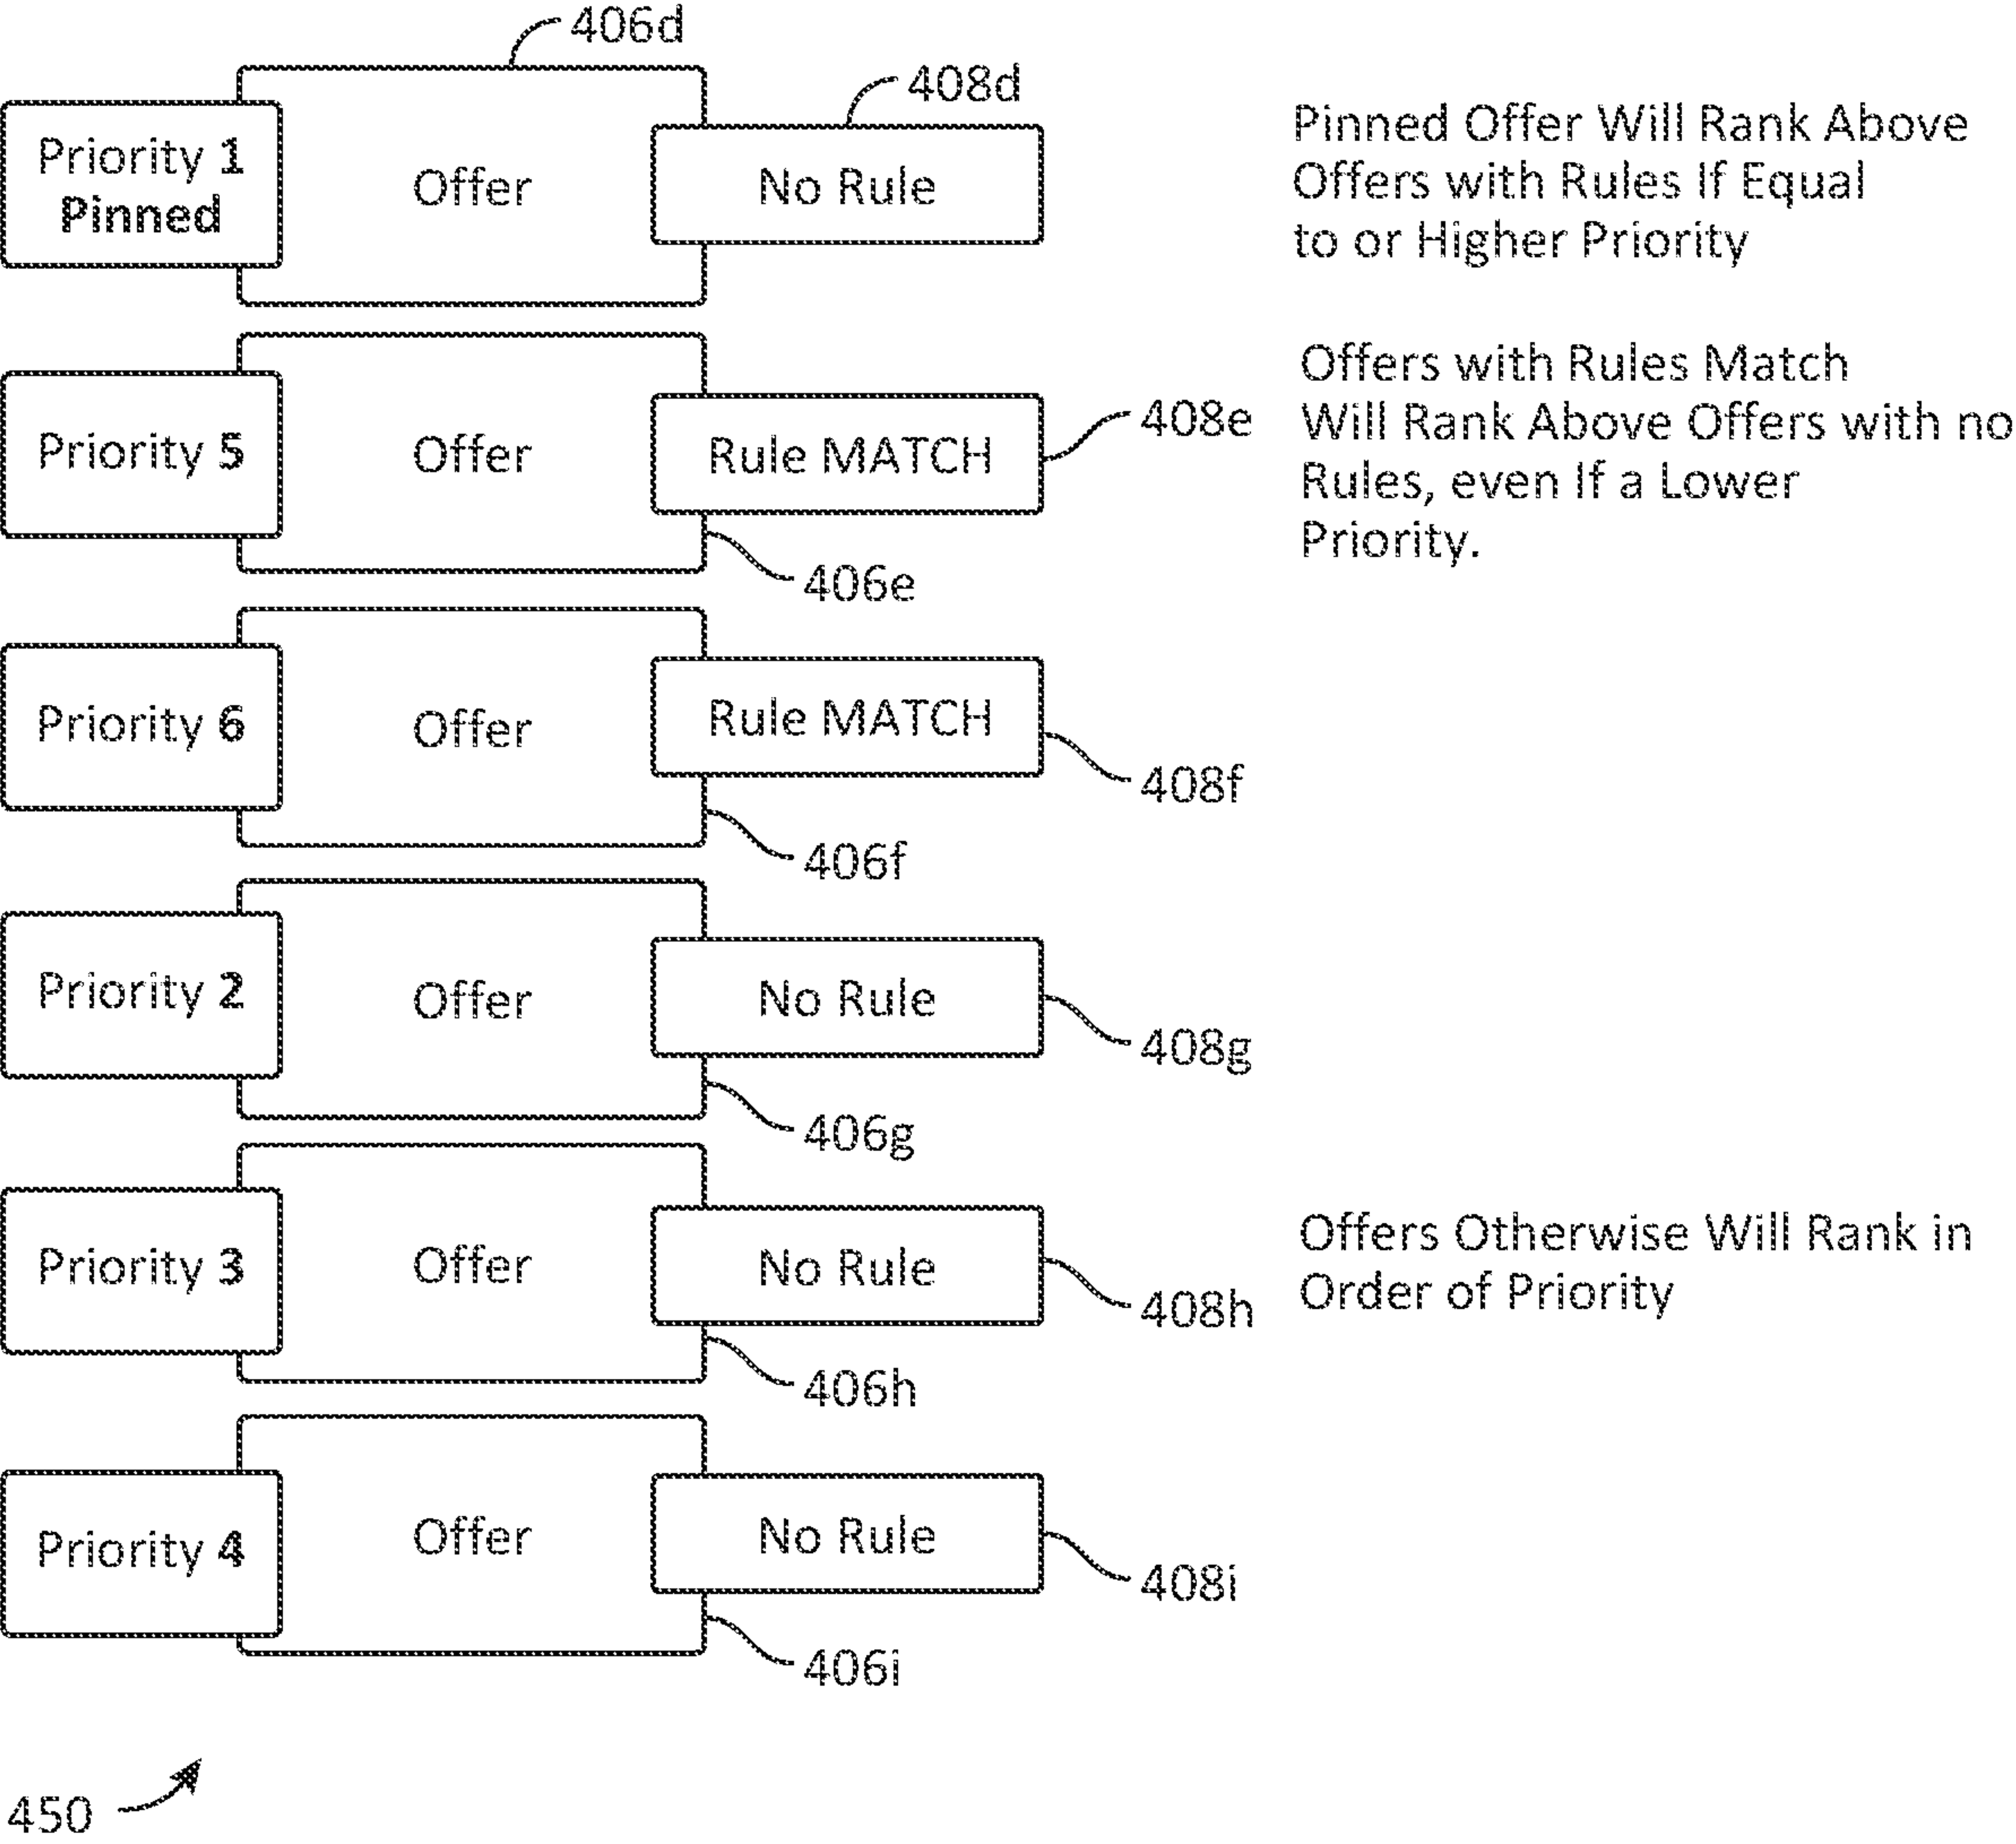 406d
408d
Priority 1
Pinned
Offer
No Rule
Pinned Offer Will Rank Above
Offers with Rules If Equal
to or Higher Priority
Priority 5
Offer
Rule MATCH
408e
406e
Offers with Rules Match
Will Rank Above Offers with no
Rules, even If a Lower
Priority.
Priority 6
Offer
Rule MATCH
408f
406f
Priority 2
Offer
No Rule
408g
406g
Priority 3
Offer
No Rule
408h
406h
Offers Otherwise Will Rank in
Order of Priority
Priority 4
Offer
No Rule
408i
406i
450